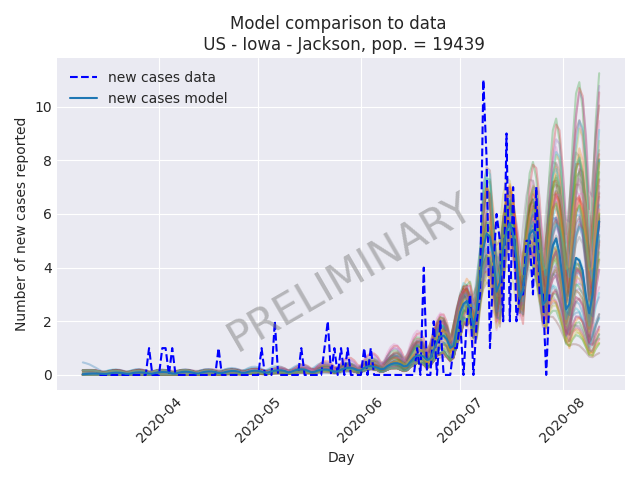 Model comparison to data
US - Iowa - Jackson, pop. = 19439
new cases data
new cases model
Number of new cases reported
10
8
6
4
2
0
PRELIMINARY
2020-04
2020-05
2020-06
2020-07
2020-08
Day